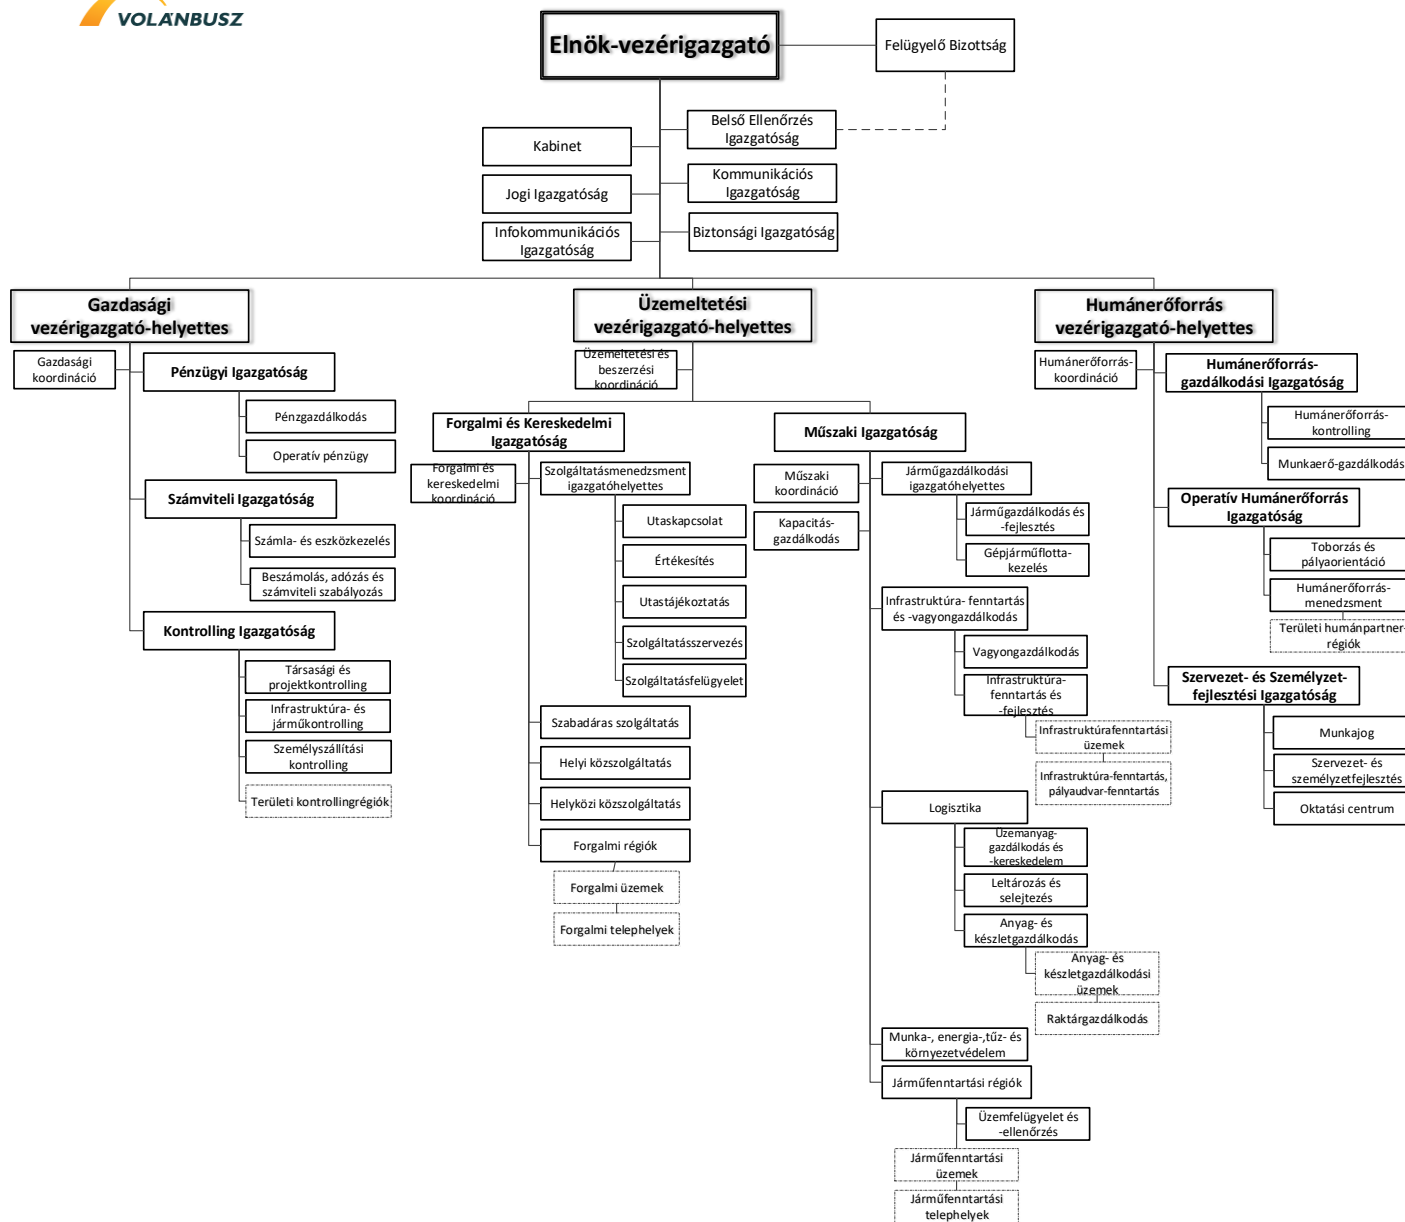 VOLÁNBUSZ
Elnök-vezérigazgató
Felügyelő Bizottság
Belső Ellenőrzés
Igazgatóság
Kabinet
Kommunikációs
Igazgatóság
Jogi Igazgatóság
Infokommunikációs
Igazgatóság
Biztonsági Igazgatóság
Gazdasági
vezérigazgató-helyettes
Üzemeltetési
vezérigazgató-helyettes
Humánerőforrás
vezérigazgató-helyettes
Gazdasági
koordináció
Pénzügyi Igazgatóság
Pénzgazdálkodás
Operatív pénzügy
Számviteli Igazgatóság
Számla- és eszközkezelés
Beszámolás, adózás és
számviteli szabályozás
Kontrolling Igazgatóság
Társasági és
projektkontrolling
Infrastruktúra- és
járműkontrolling
Személyszállítási
kontrolling
Területi kontrollingrégiók
Üzemeltetési és
beszerzési
koordináció
Forgalmi és Kereskedelmi
Igazgatóság
Forgalmi és
kereskedelmi
koordináció
Szolgáltatásmenedzsment
igazgatóhelyettes
Utaskapcsolat
Értékesítés
Utastájékoztatás
Szolgáltatásszervezés
Szolgáltatásfelügyelet
Szabadáras szolgáltatás
Helyi közszolgáltatás
Helyközi közszolgáltatás
Forgalmi régiók
Forgalmi üzemek
Forgalmi telephelyek
Műszaki Igazgatóság
Műszaki
koordináció
Kapacitás-
gazdálkodás
Járműgazdálkodási
igazgatóhelyettes
Járműgazdálkodás és
-fejlesztés
Gépjárműflotta-
kezelés
Infrastruktúra- fenntartás
és -vagyongazdálkodás
Vagyongazdálkodás
Infrastruktúra-
fenntartás és
-fejlesztés
Infrastruktúrafenntartási
üzemek
Infrastruktúra-fenntartás,
pályaudvar-fenntartás
Logisztika
Üzemanyag-
gazdálkodás és
-kereskedelem
Leltározás és
selejtezés
Anyag- és
készletgazdálkodás
Anyag- és
készletgazdálkodási
üzemek
Raktárgazdálkodás
Munka-, energia-,tűz- és
környezetvédelem
Járműfenntartási régiók
Üzemfelügyelet és
-ellenőrzés
Járműfenntartási
üzemek
Járműfenntartási
telephelyek
Humánerőforrás-
koordináció
Humánerőforrás-
gazdálkodási Igazgatóság
Humánerőforrás-
kontrolling
Munkaerő-gazdálkodás
Operatív Humánerőforrás
Igazgatóság
Toborzás és
pályaorientáció
Humánerőforrás-
menedzsment
Területi humánpartner-
régiók
Szervezet- és Személyzet-
fejlesztési Igazgatóság
Munkajog
Szervezet- és
személyzetfejlesztés
Oktatási centrum